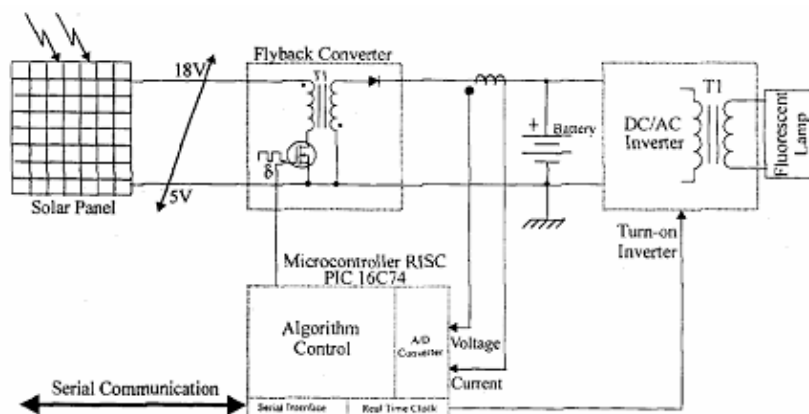 Flyback Converter
18V
T1
T1
+
Battery
DC/AC
Inverter
Fluorescent
Lamp
δ
5V
Solar Panel
Turn-on
Inverter
Microcontroller RISC
PIC 16C74
Algorithm
Control
A/D
Converter
Voltage
Current
Serial Communication
Serial Interface
Real Time Clock